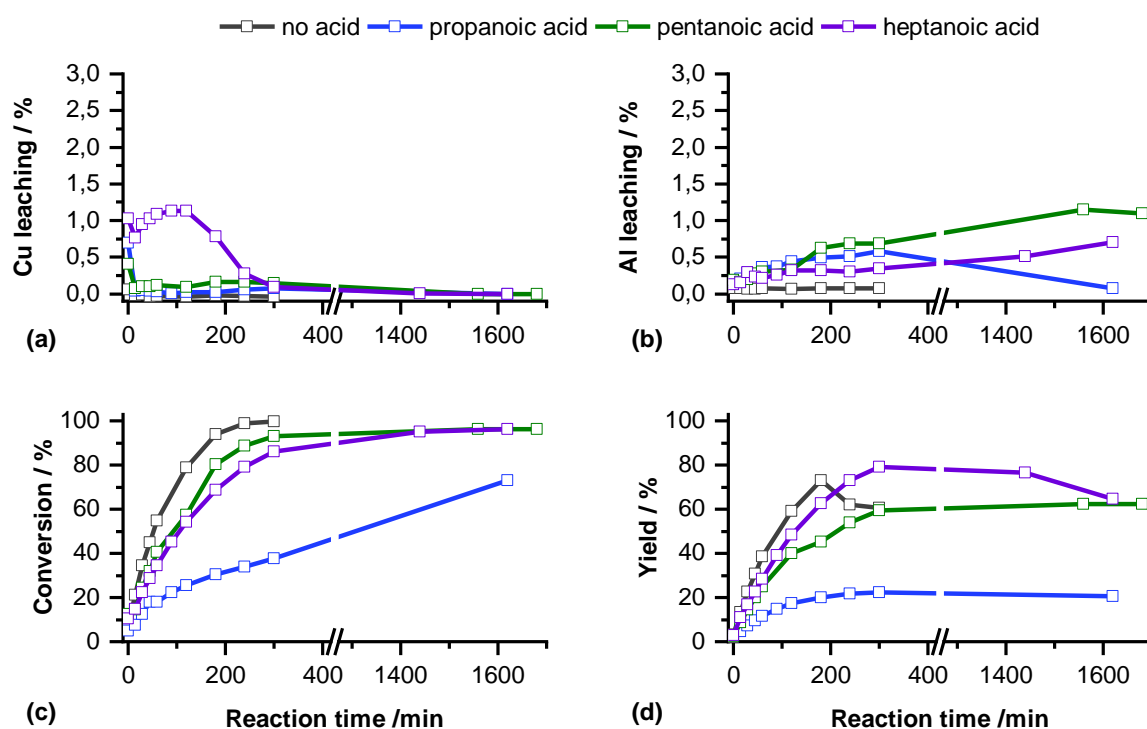 no acid propanoic acid pentanoic acid heptanoic acid
3,0
2,5
2,0
1,5
1,0
0,5
0,0
Cu leaching / %
0 200 400 1400 1600
(a)
3,0
2,5
2,0
1,5
1,0
0,5
0,0
Al leaching / %
0 200 400 1400 1600
(b)
100
80
60
40
20
0
Conversion / %
0 200 400 1400 1600
(c)
Reaction time /min
100
80
60
40
20
0
Yield / %
0 200 400 1400 1600
(d)
Reaction time /min